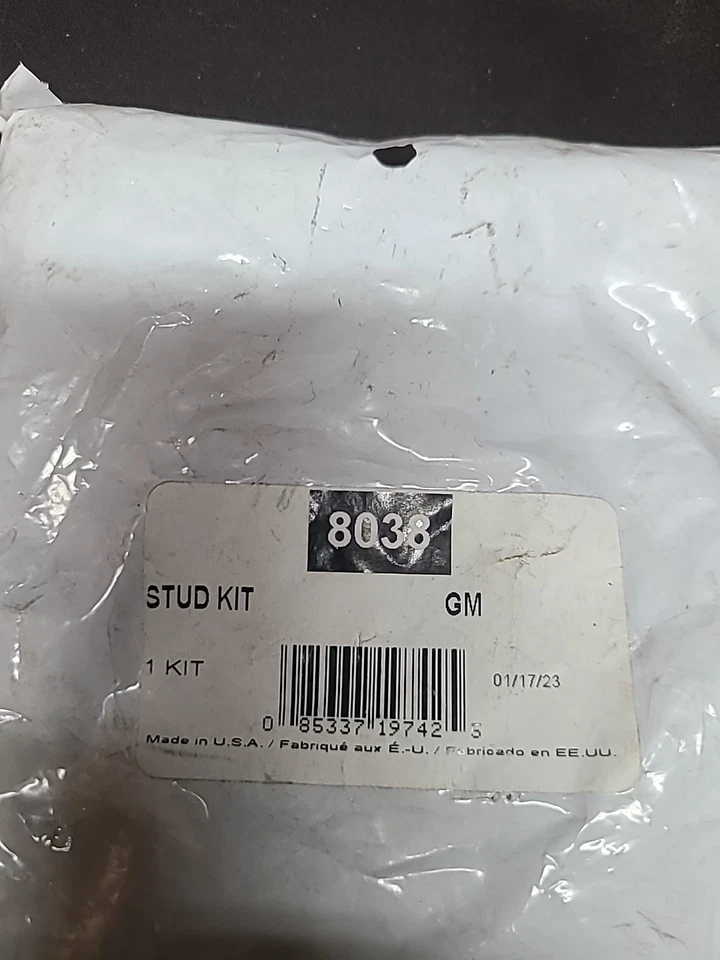 8038
STUD KIT GM
1 KIT 01/17/23
0 85337 19742
Made in U.S.A. / Fabriqué aux É.-U. / Fabricado en EE.UU.